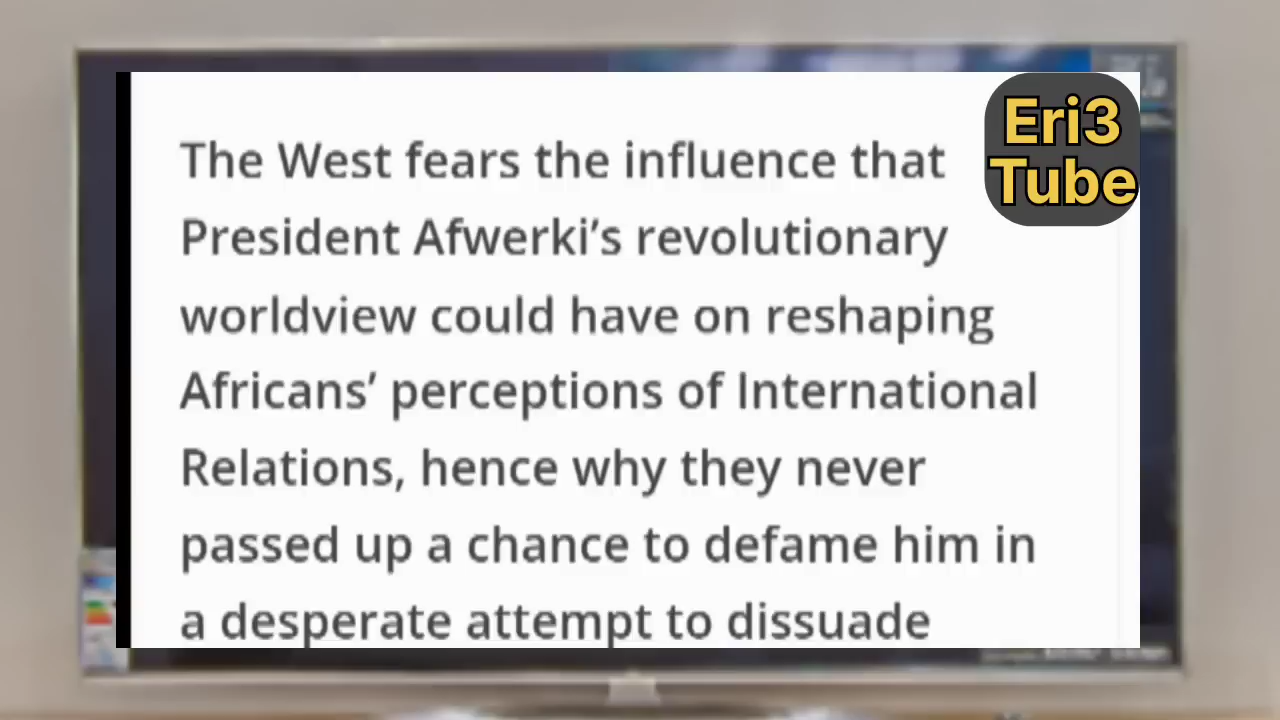 The West fears the influence that
President Afwerki’s revolutionary
worldview could have on reshaping
Africans’ perceptions of International
Relations, hence why they never
passed up a chance to defame him in
a desperate attempt to dissuade
Eri3
Tube